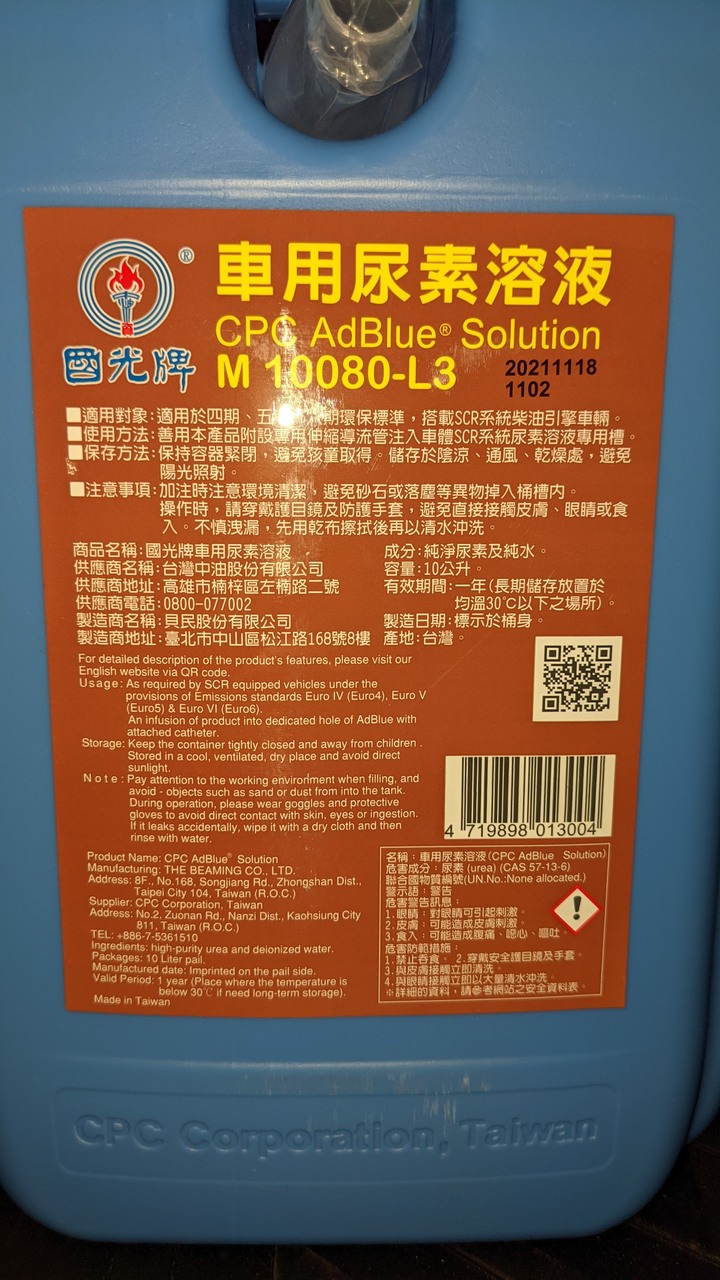 ®
國光牌
車用尿素溶液
CPC AdBlue® Solution
M 10080-L3
20211118
1102
■適用對象:適用於四期、五期環保標準，搭載SCR系統柴油引擎車輛。
■使用方法:善用本產品附設專用伸縮導流管注入車體SCR系統尿素溶液專用槽。
■保存方法:保持容器緊閉，避免孩童取得。儲存於陰涼、通風、乾燥處，避免
陽光照射。
■注意事項:加注時注意環境清潔，避免砂石或落塵等異物掉入桶槽內。
操作時，請穿戴護目鏡及防護手套，避免直接接觸皮膚、眼睛或食
入。不慎洩漏，先用乾布擦拭後再以清水沖洗。
商品名稱:國光牌車用尿素溶液
供應商名稱:台灣中油股份有限公司
供應商地址:高雄市楠梓區左楠路二號
供應商電話:0800-077002
製造商名稱:貝民股份有限公司
製造商地址:臺北市中山區松江路168號8樓
成分:純淨尿素及純水。
容量:10公升。
有效期間:一年(長期儲存放置於
均溫30℃以下之場所)。
製造日期:標示於桶身。
產地:台灣。
For detailed description of the product's features, please visit our
English website via QR code.
Usage: As required by SCR equipped vehicles under the
provisions of Emissions standards Euro IV (Euro4), Euro V
(Euro5) & Euro VI (Euro6).
An infusion of product into dedicated hole of AdBlue with
attached catheter.
Storage: Keep the container tightly closed and away from children .
Stored in a cool, ventilated, dry place and avoid direct
sunlight.
Note: Pay attention to the working environment when filling, and
avoid - objects such as sand or dust from into the tank.
During operation, please wear goggles and protective
gloves to avoid direct contact with skin, eyes or ingestion.
If it leaks accidentally, wipe it with a dry cloth and then
rinse with water.
4 719898 013004
Product Name: CPC AdBlue® Solution
Manufacturing: THE BEAMING CO., LTD.
Address: 8F., No.168, Songjiang Rd., Zhongshan Dist.,
Taipei City 104, Taiwan (R.O.C.)
Supplier: CPC Corporation, Taiwan
Address: No.2, Zuonan Rd., Nanzi Dist., Kaohsiung City
811, Taiwan (R.O.C.)
TEL: +886-7-5361510
Ingredients: high-purity urea and deionized water.
Packages: 10 Liter pail.
Manufactured date: Imprinted on the pail side.
Valid Period: 1 year (Place where the temperature is
below 30℃ if need long-term storage).
Made in Taiwan
名稱：車用尿素溶液(CPC AdBlue Solution)
危害成分：尿素(urea)(CAS 57-13-6)
聯合國物質編號(UN.No.:None allocated.)
警示語：警告
危害警告訊息：
1.眼睛：對眼睛可引起刺激。
2.皮膚：可能造成皮膚刺激。
3.食入：可能造成腹痛、噁心、嘔吐。
危害防範措施：
1.禁止吞食。 2.穿戴安全護目鏡及手套。
3.與皮膚接觸立即清洗。
4.與眼睛接觸立即以大量清水沖洗。
※詳細的資料，請參考網站之安全資料表。
CPC Corporation, Taiwan